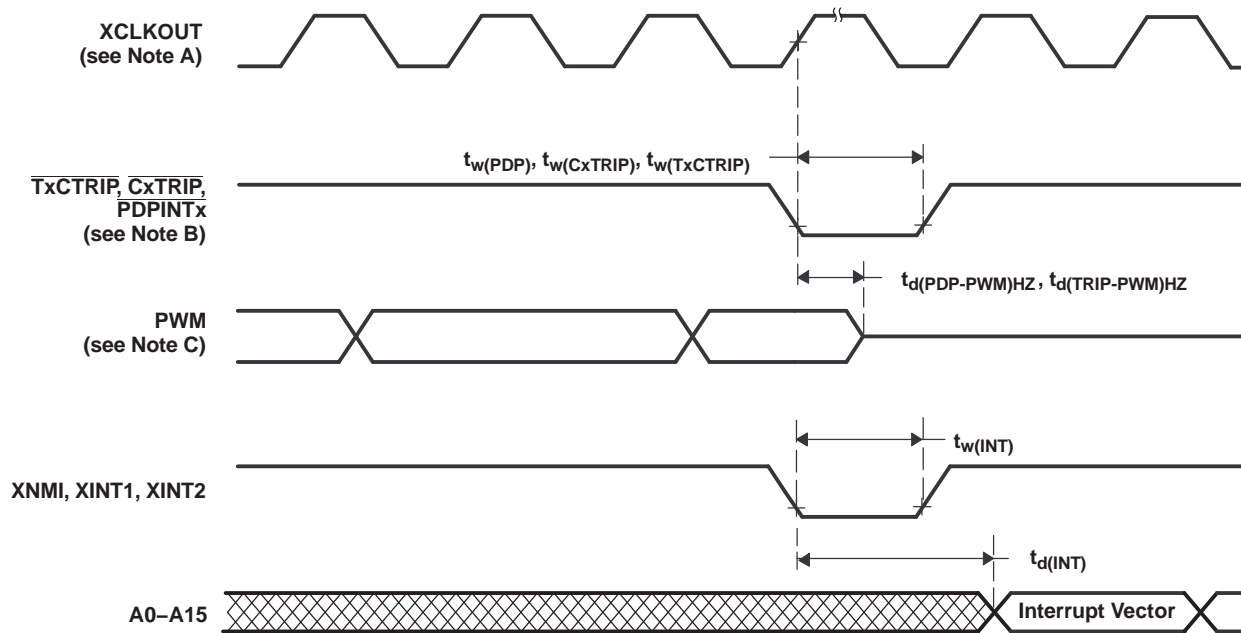 XCLKOUT
(see Note A)
tw(PDP), tw(CxTRIP), tw(TxCTRIP)
TxCTRIP, CxTRIP,
PDPINTx
(see Note B)
td(PDP-PWM)HZ, td(TRIP-PWM)HZ
PWM
(see Note C)
tw(INT)
XNMI, XINT1, XINT2
td(INT)
A0–A15
Interrupt Vector